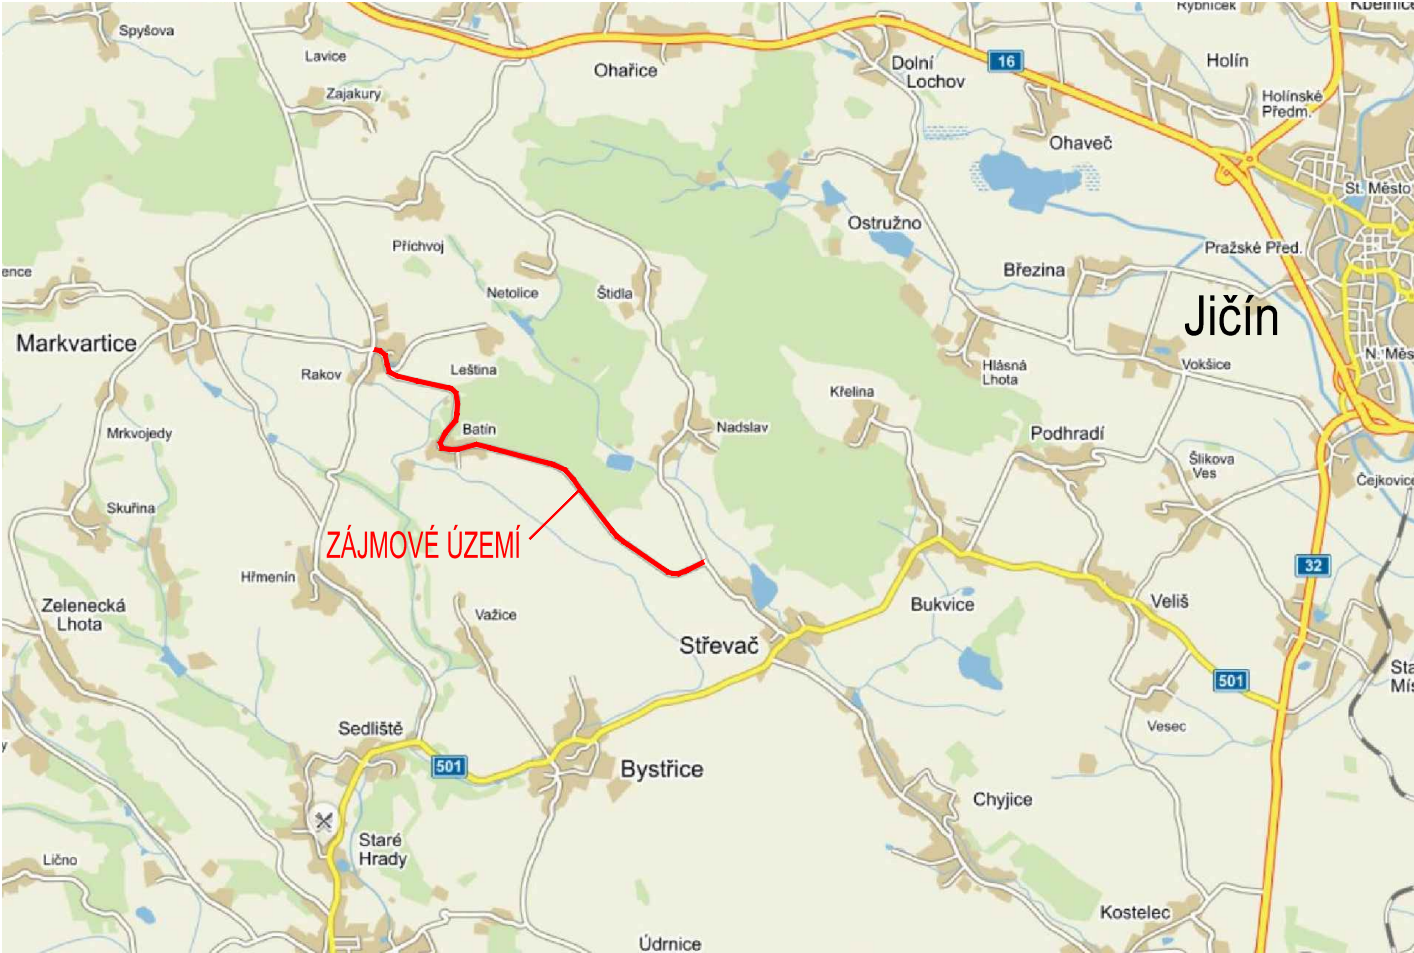 Rybníček
Kbelnice
Spyšova
Lavice
Dolní
Lochov
16
Holín
Ohařice
Zajakury
Holínské
Předm.
Ohaveč
St. Město
Ostružno
Příchvoj
Pražské Před.
ence
Březina
Netolice
Štidla
Jičín
Markvartice
N. Měs
Hlásná
Lhota
Vokšice
Rakov
Leština
Křelina
Mrkvojedy
Batín
Nadslav
Podhradí
Šlikova
Ves
Čejkovice
Skuřina
ZÁJMOVÉ ÚZEMÍ
32
Hřmenín
Zelenecká
Lhota
Važice
Bukvice
Veliš
Střevač
Sta
Mís
501
Sedliště
Vesec
y
501
Bystřice
Chyjice
Staré
Hrady
Lično
Kostelec
Údrnice